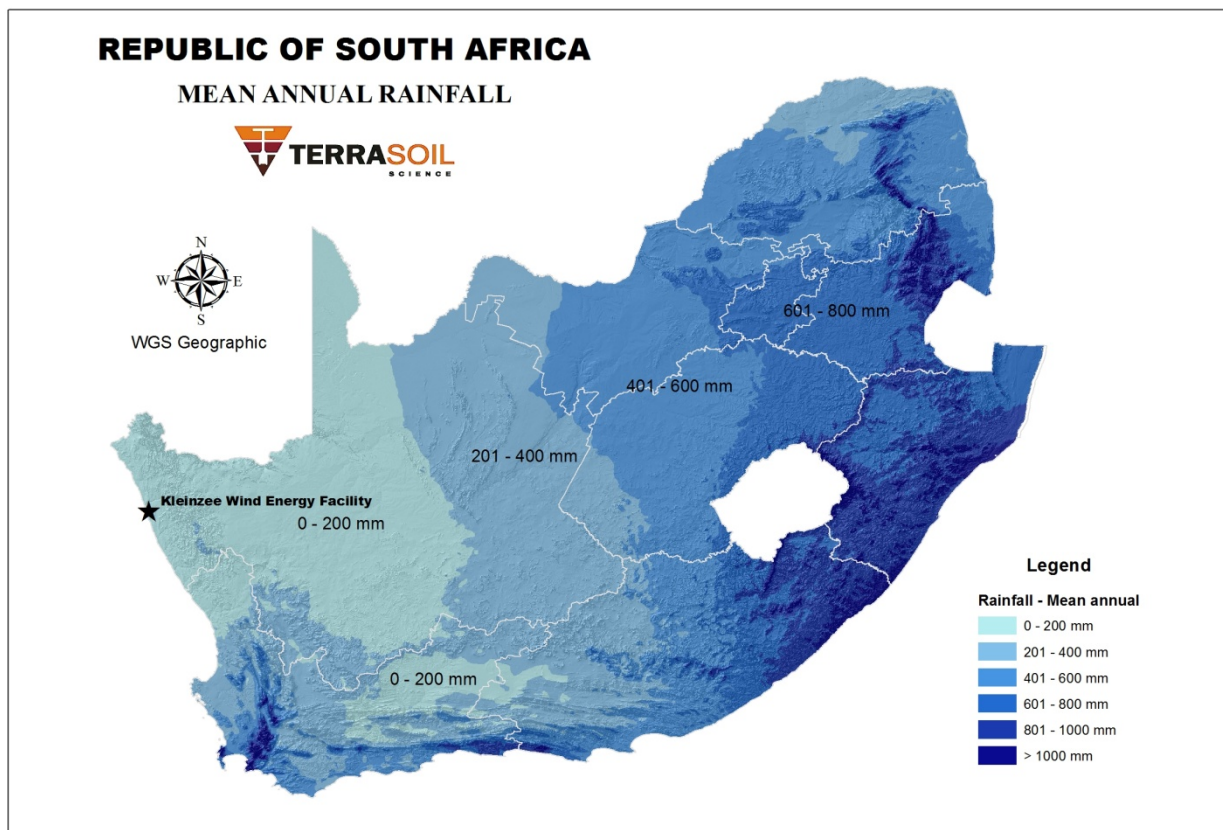 REPUBLIC OF SOUTH AFRICA
MEAN ANNUAL RAINFALL
TERRASOIL
SCIENCE
N
W E
S
WGS Geographic
601 - 800 mm
401 - 600 mm
201 - 400 mm
Kleinzee Wind Energy Facility
0 - 200 mm
0 - 200 mm
Legend
Rainfall - Mean annual
0 - 200 mm
201 - 400 mm
401 - 600 mm
601 - 800 mm
801 - 1000 mm
> 1000 mm